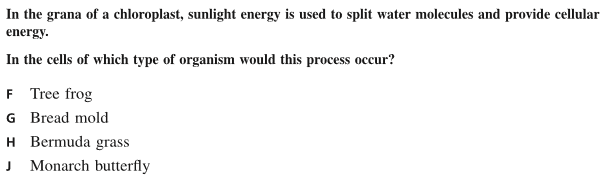 In the grana of a chloroplast, sunlight energy is used to split water molecules and provide cellular
energy.
In the cells of which type of organism would this process occur?
F Tree frog
G Bread mold
H Bermuda grass
J Monarch butterfly